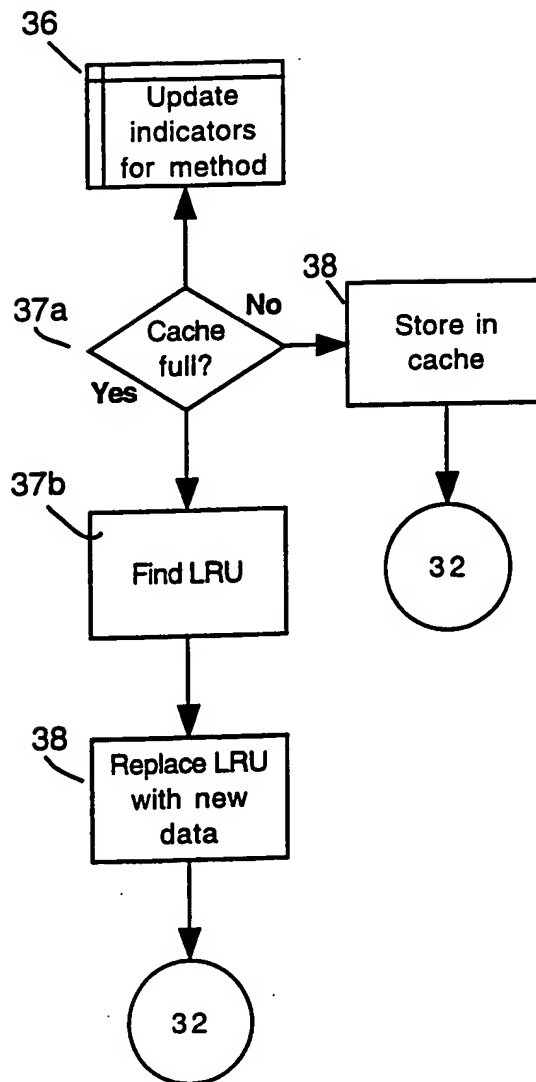 36
Update
indicators
for method
37a
Cache
full?
No
Yes
38
Store in
cache
32
37b
Find LRU
38
Replace LRU
with new
data
32